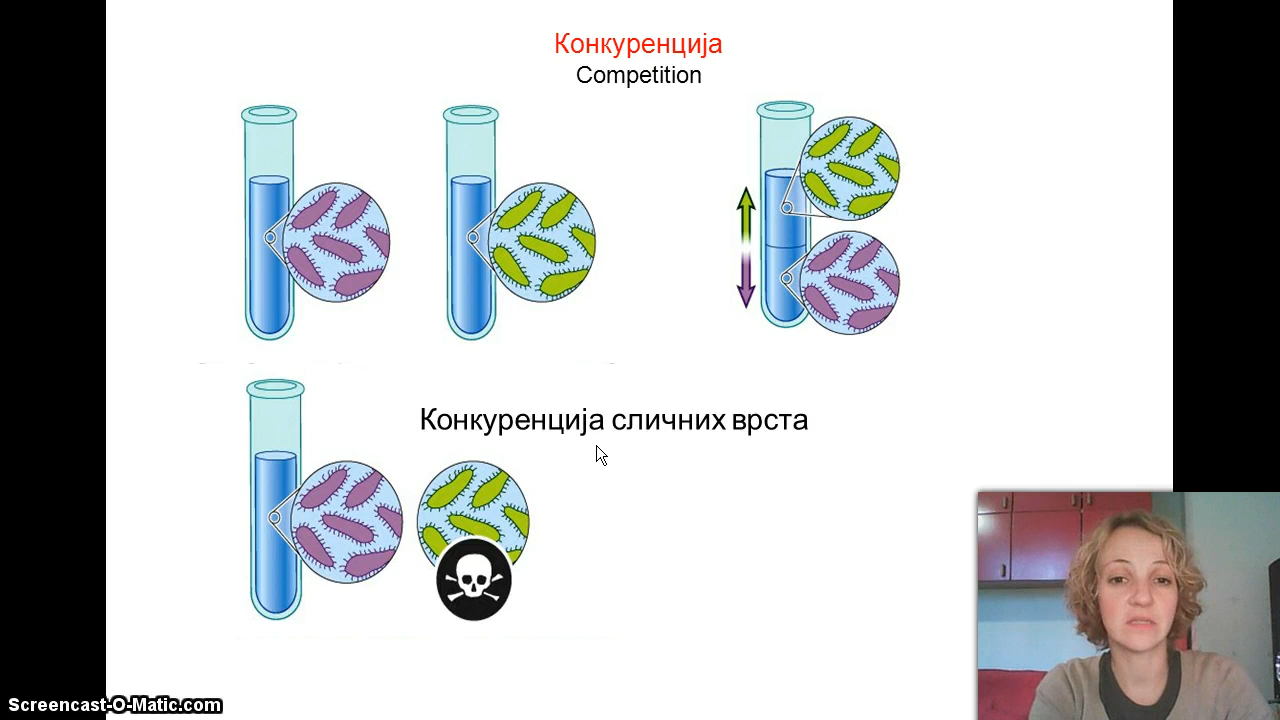 Конкуренција
Competition
Конкуренција сличних врста
Screencast-O-Matic.com